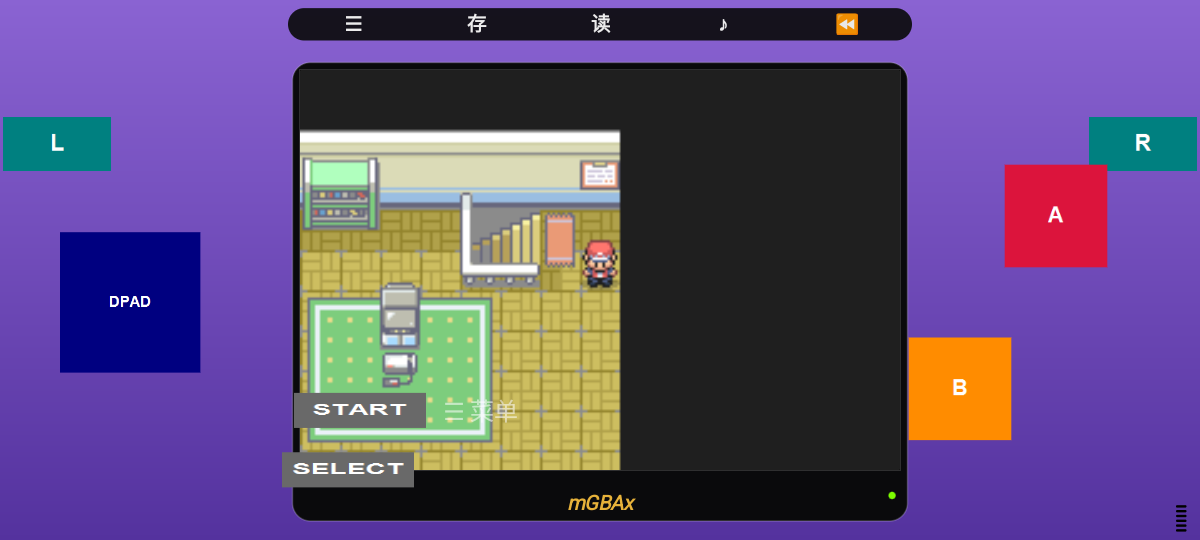 ☰ 存 读 ♪ ⏪
L
R
A
DPAD
B
START
☰ 菜单
SELECT
mGBAx